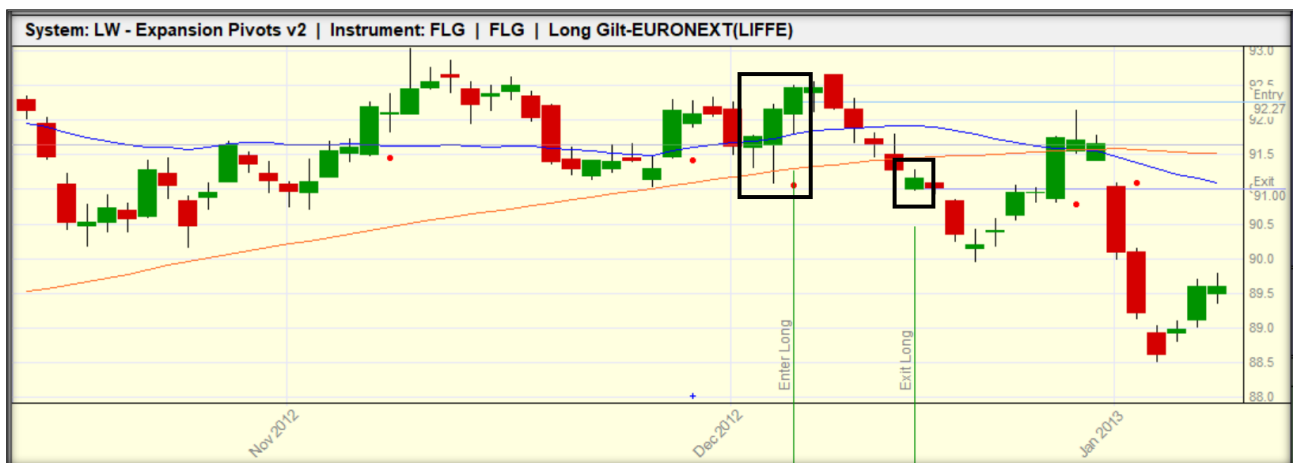 System: LW - Expansion Pivots v2 | Instrument: FLG | FLG | Long Gilt-EURONEXT(LIFFE)
93.0
92.5
Entry
92.27
92.0
91.5
Exit
91.00
90.5
90.0
89.5
89.0
88.5
88.0
Enter Long
Exit Long
Nov 2012
Dec 2012
Jan 2013